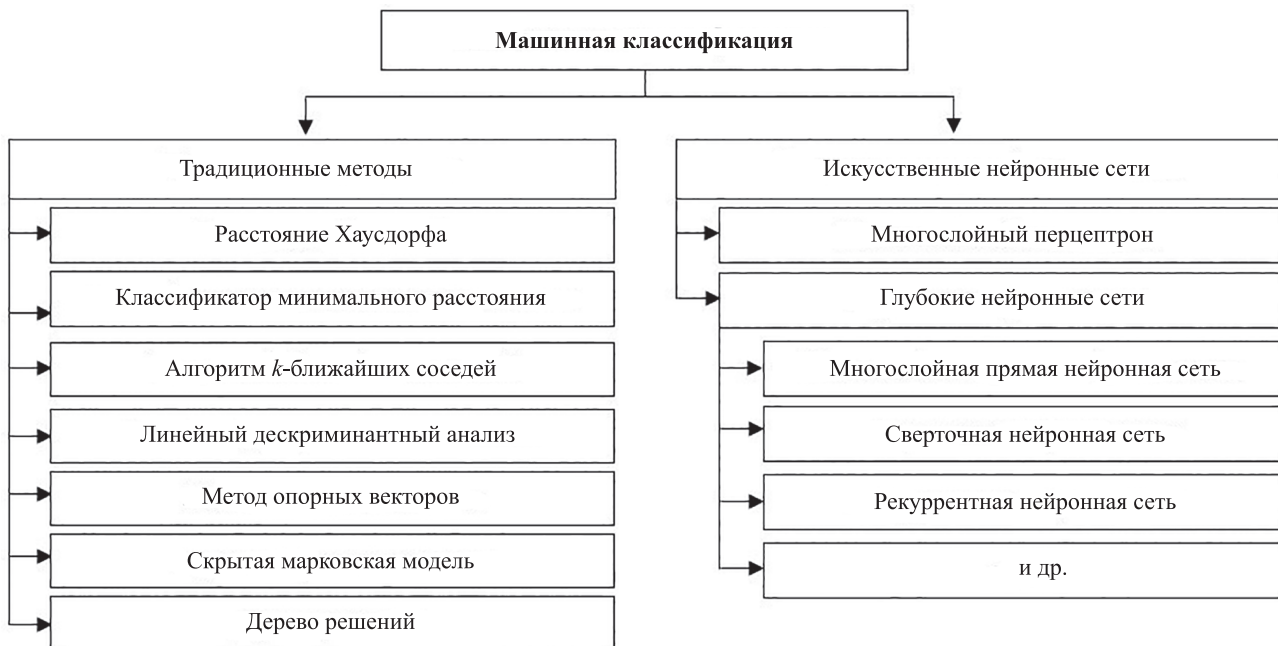 Машинная классификация
Традиционные методы
Расстояние Хаусдорфа
Классификатор минимального расстояния
Алгоритм k-ближайших соседей
Линейный дескриминантный анализ
Метод опорных векторов
Скрытая марковская модель
Дерево решений
Искусственные нейронные сети
Многослойный перцептрон
Глубокие нейронные сети
Многослойная прямая нейронная сеть
Сверточная нейронная сеть
Рекуррентная нейронная сеть
и др.